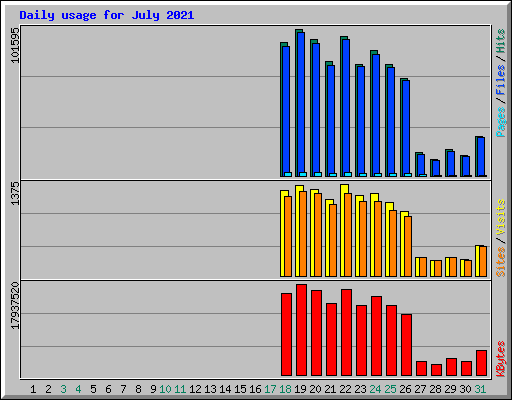 Daily usage for July 2021
101595
Pages / Files / Hits
1375
Sites / Visits
17937520
KBytes
1 2 3 4 5 6 7 8 9 10 11 12 13 14 15 16 17 18 19 20 21 22 23 24 25 26 27 28 29 30 31